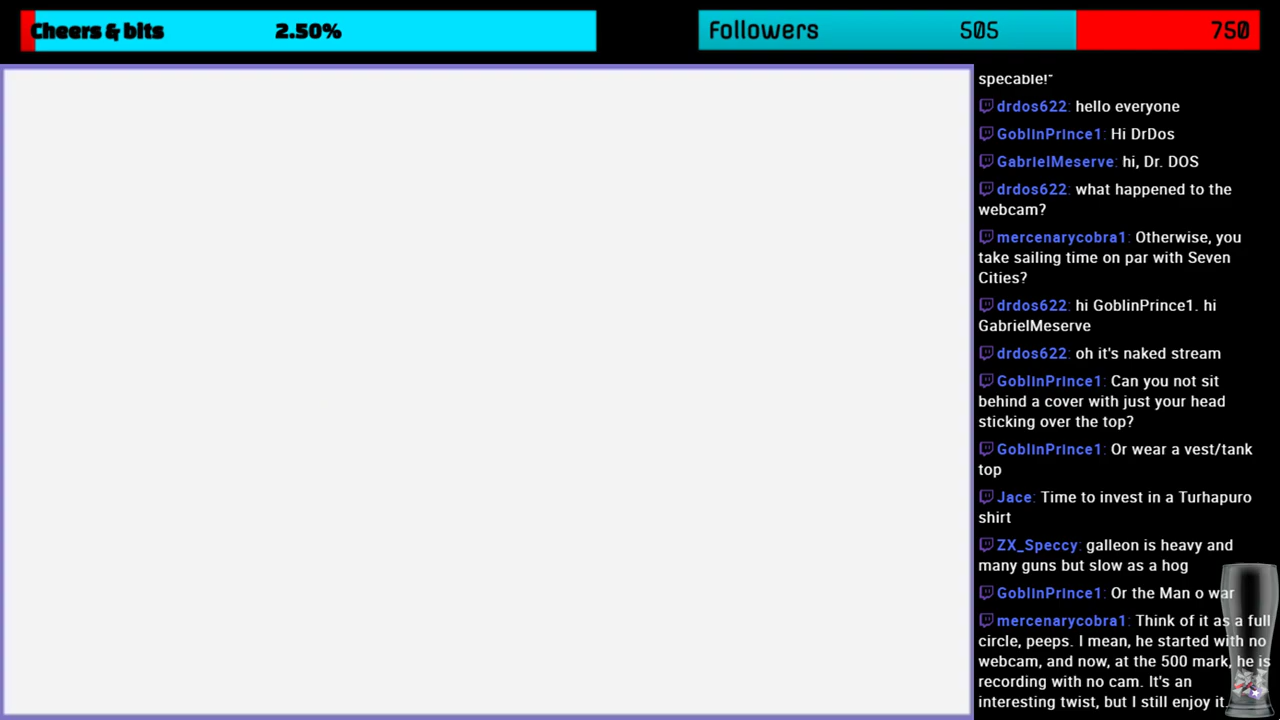 Cheers & bits 2.50%
Followers 505 750
specable!"
drdos622: hello everyone
GoblinPrince1: Hi DrDos
GabrielMeserve: hi, Dr. DOS
drdos622: what happened to the
webcam?
mercenarycobra1: Otherwise, you
take sailing time on par with Seven
Cities?
drdos622: hi GoblinPrince1. hi
GabrielMeserve
drdos622: oh it's naked stream
GoblinPrince1: Can you not sit
behind a cover with just your head
sticking over the top?
GoblinPrince1: Or wear a vest/tank
top
Jace: Time to invest in a Turhapuro
shirt
ZX_Speccy: galleon is heavy and
many guns but slow as a hog
GoblinPrince1: Or the Man o war
mercenarycobra1: Think of it as a full
circle, peeps. I mean, he started with no
webcam, and now, at the 500 mark, he is
recording with no cam. It's an
interesting twist, but I still enjoy it.